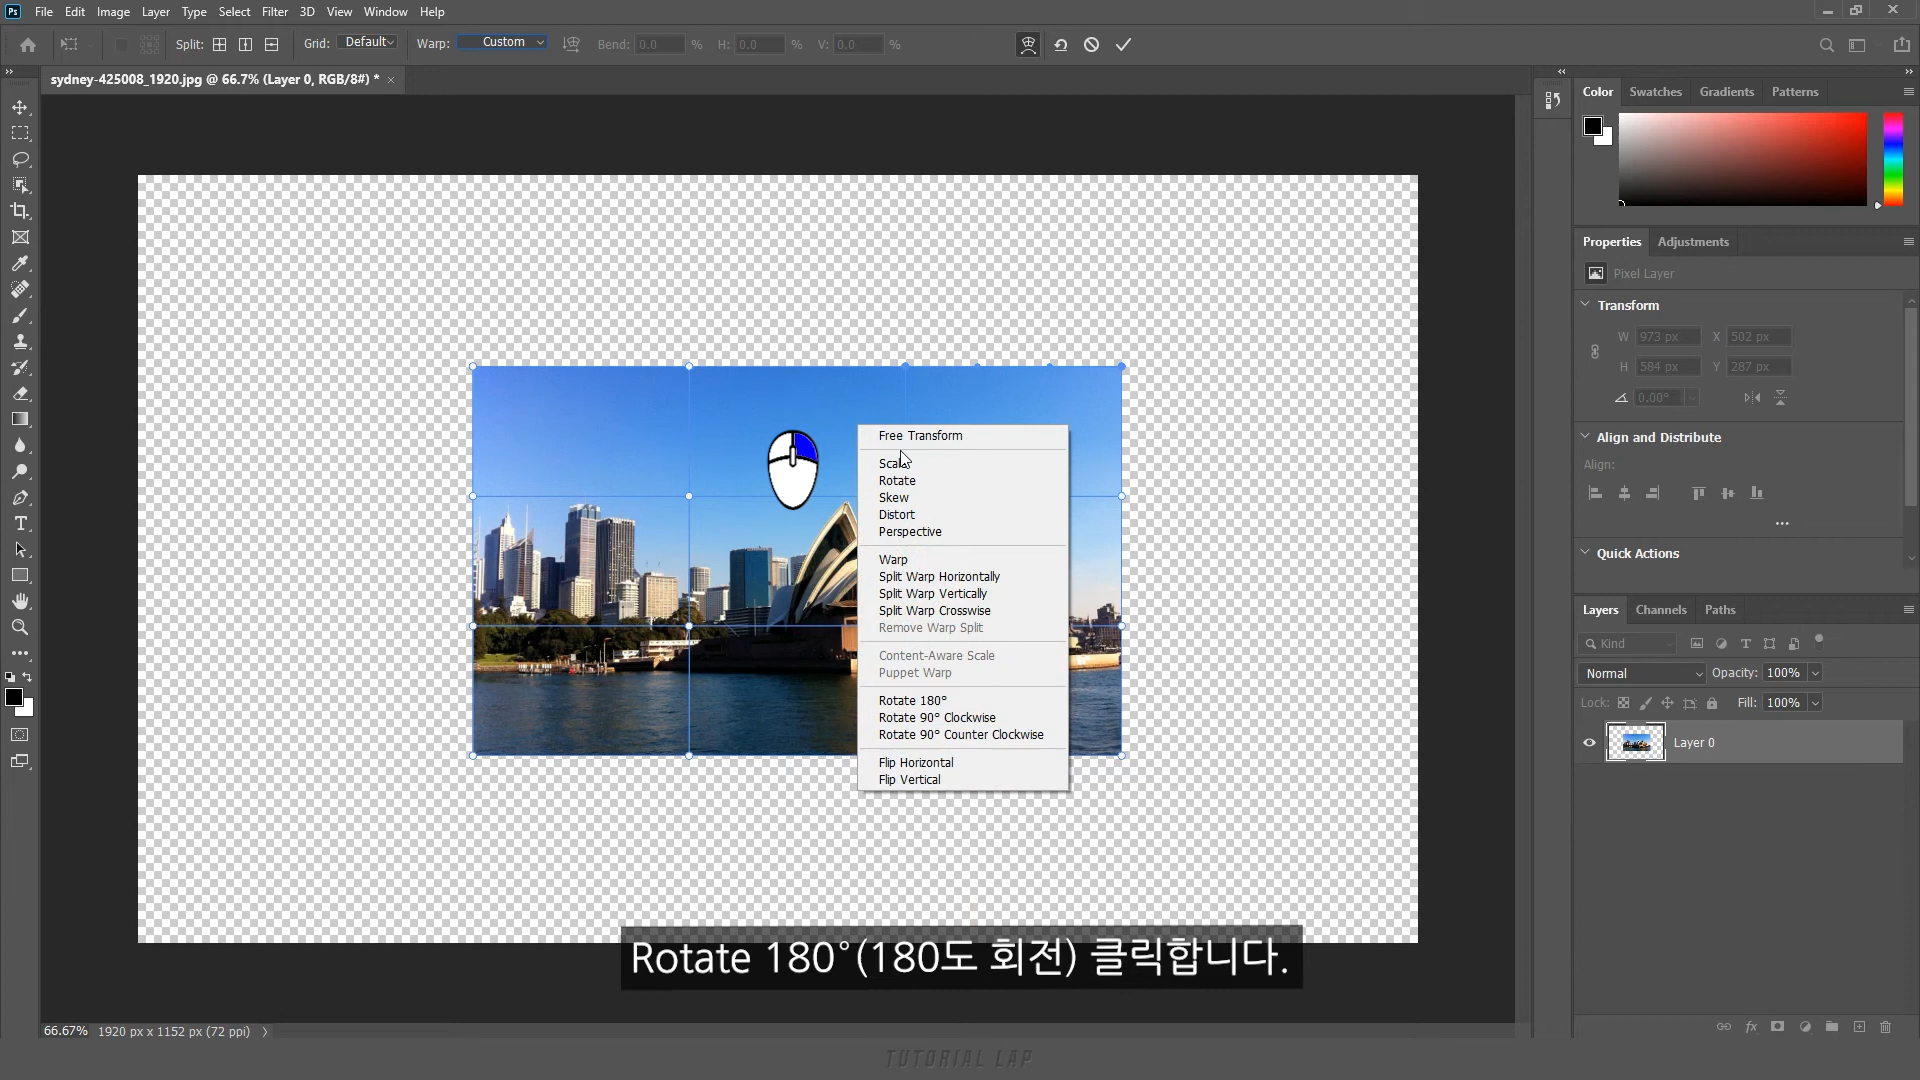 Ps File Edit Image Layer Type Select Filter 3D View Window Help
Split: Grid: Default Warp: Custom Bend: 0.0 % H: 0.0 % V: 0.0 %
sydney-425008_1920.jpg @ 66.7% (Layer 0, RGB/8#) * ×
Free Transform
Scale
Rotate
Skew
Distort
Perspective
Warp
Split Warp Horizontally
Split Warp Vertically
Split Warp Crosswise
Remove Warp Split
Content-Aware Scale
Puppet Warp
Rotate 180°
Rotate 90° Clockwise
Rotate 90° Counter Clockwise
Flip Horizontal
Flip Vertical
Color Swatches Gradients Patterns
Properties Adjustments
Pixel Layer
Transform
W 973 px X 502 px
H 584 px Y 287 px
0.00°
Align and Distribute
Align:
Quick Actions
Layers Channels Paths
Kind
Normal Opacity: 100%
Lock: Fill: 100%
Layer 0
Rotate 180°(180도 회전) 클릭합니다.
66.67% 1920 px x 1152 px (72 ppi)
TUTORIAL LAP